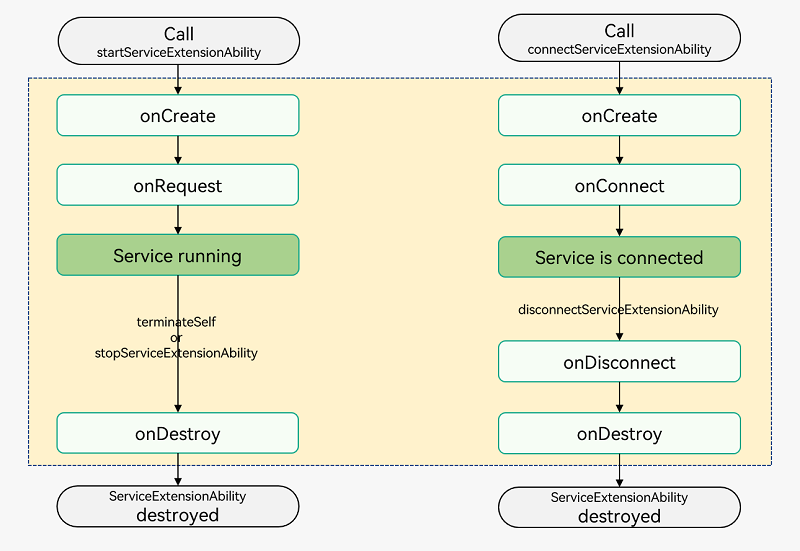 Call
startServiceExtensionAbility
onCreate
onRequest
Service running
terminateSelf
or
stopServiceExtensionAbility
onDestroy
ServiceExtensionAbility
destroyed
Call
connectServiceExtensionAbility
onCreate
onConnect
Service is connected
disconnectServiceExtensionAbility
onDisconnect
onDestroy
ServiceExtensionAbility
destroyed